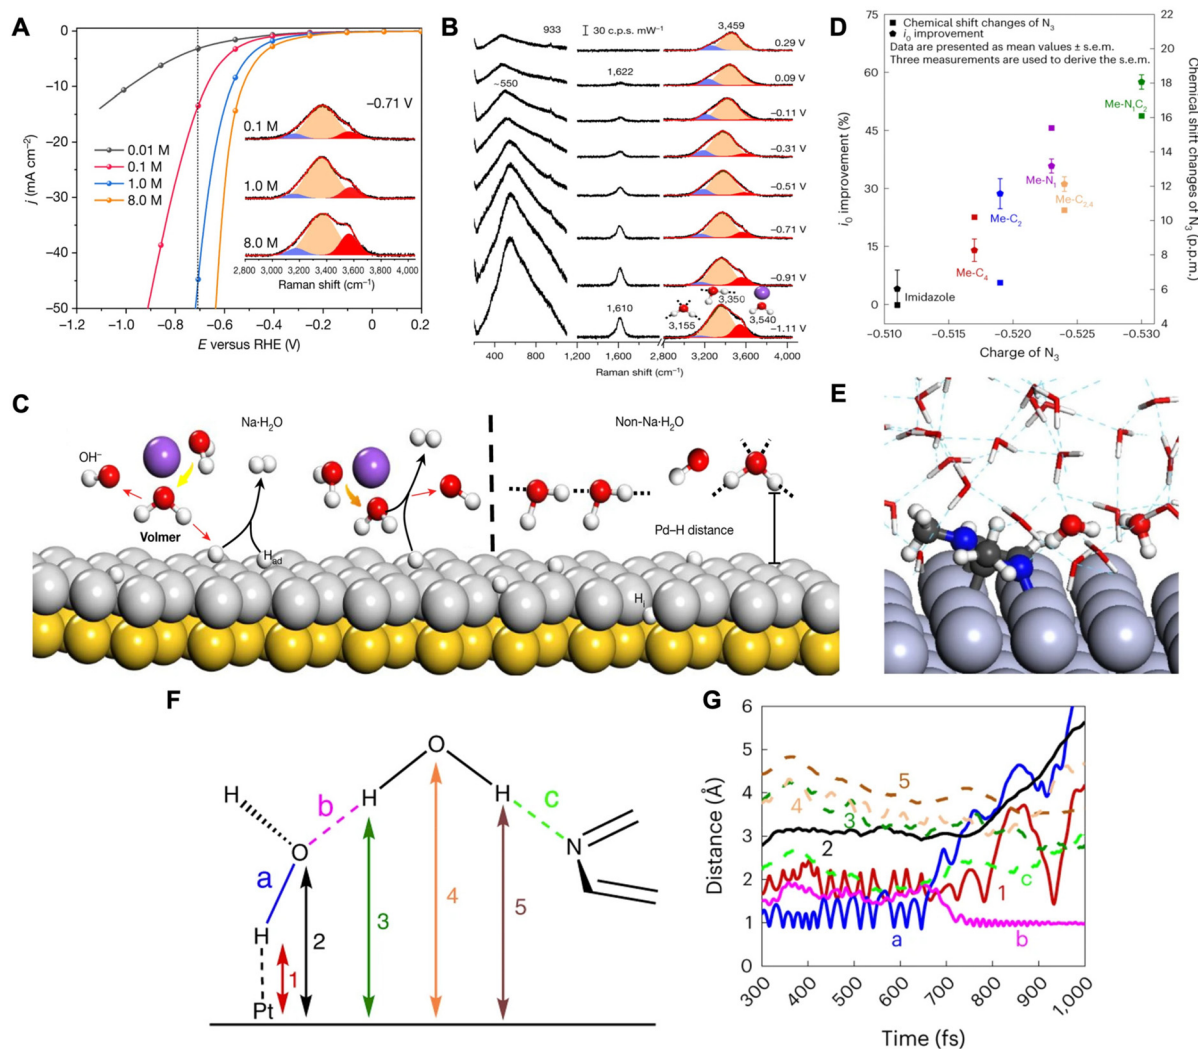 A
0
−10
−20
−30
−40
−50
j (mA cm⁻²)
0.01 M
0.1 M
1.0 M
8.0 M
−0.71 V
0.1 M
1.0 M
8.0 M
2,800 3,000 3,200 3,400 3,600 3,800 4,000
Raman shift (cm⁻¹)
−1.2 −1.0 −0.8 −0.6 −0.4 −0.2 0 0.2
E versus RHE (V)
B
933
30 c.p.s. mW⁻¹
3,459
0.29 V
1,622
0.09 V
~550
−0.11 V
−0.31 V
−0.51 V
−0.71 V
−0.91 V
1,610
3,155
3,350
3,540
−1.11 V
400 800 1,200 1,600 2,800 3,200 3,600 4,000
Raman shift (cm⁻¹)
D
75
60
45
30
15
0
i₀ improvement (%)
Chemical shift changes of N₃
i₀ improvement
Data are presented as mean values ± s.e.m.
Three measurements are used to derive the s.e.m.
Me-N₁C₂
Me-N₁
Me-C₂,₄
Me-C₂
Me-C₄
Imidazole
22
20
18
16
14
12
10
8
6
4
Chemical shift changes of N₃ (p.p.m.)
−0.510 −0.515 −0.520 −0.525 −0.530
Charge of N₃
C
Na·H₂O
Non-Na·H₂O
OH⁻
Volmer
Had
Pd–H distance
Hi
E
F
H
O
H
O
H
N
H
Pt
a
b
c
1
2
3
4
5
G
6
5
4
3
2
1
0
Distance (Å)
5
4
3
2
1
a
b
c
300 400 500 600 700 800 900 1,000
Time (fs)